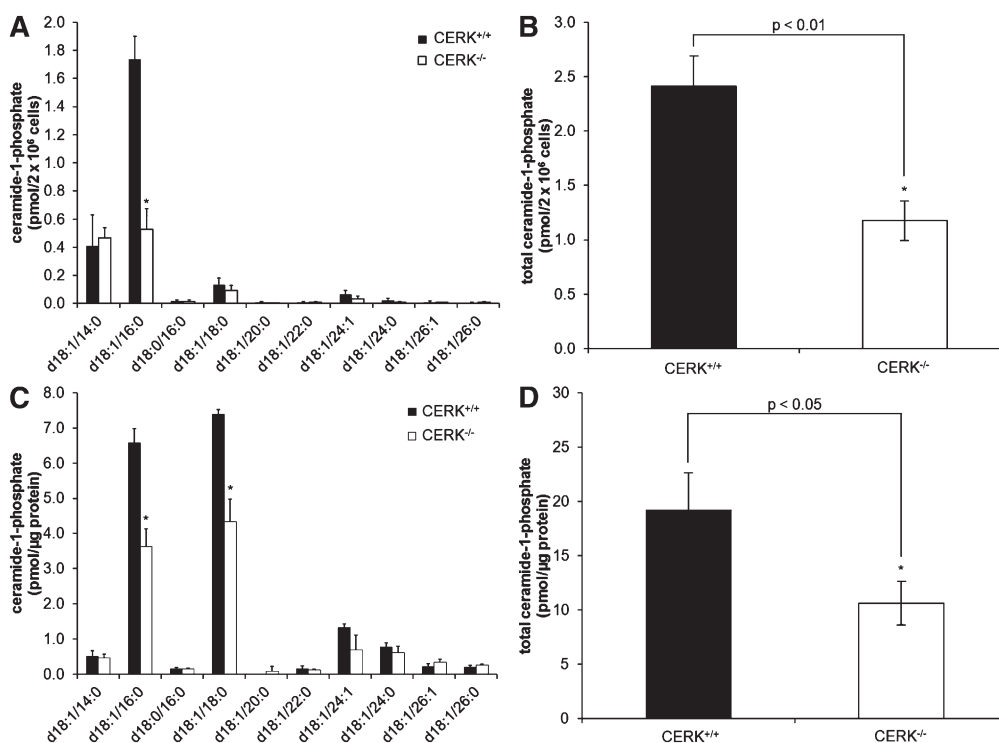 A
ceramide-1-phosphate
(pmol/2 x 10⁶ cells)
2.0
1.8
1.6
1.4
1.2
1.0
0.8
0.6
0.4
0.2
0.0
CERK⁺/⁺
CERK⁻/⁻
*
d18:1/14:0
d18:1/16:0
d18:0/16:0
d18:1/18:0
d18:1/20:0
d18:1/22:0
d18:1/24:1
d18:1/24:0
d18:1/26:1
d18:1/26:0
B
total ceramide-1-phosphate
(pmol/2 x 10⁶ cells)
3.0
2.5
2.0
1.5
1.0
0.5
0.0
p < 0.01
*
CERK⁺/⁺
CERK⁻/⁻
C
ceramide-1-phosphate
(pmol/µg protein)
8.0
7.0
6.0
5.0
4.0
3.0
2.0
1.0
0.0
CERK⁺/⁺
CERK⁻/⁻
*
*
d18:1/14:0
d18:1/16:0
d18:0/16:0
d18:1/18:0
d18:1/20:0
d18:1/22:0
d18:1/24:1
d18:1/24:0
d18:1/26:1
d18:1/26:0
D
total ceramide-1-phosphate
(pmol/µg protein)
30
25
20
15
10
5
0
p < 0.05
*
CERK⁺/⁺
CERK⁻/⁻